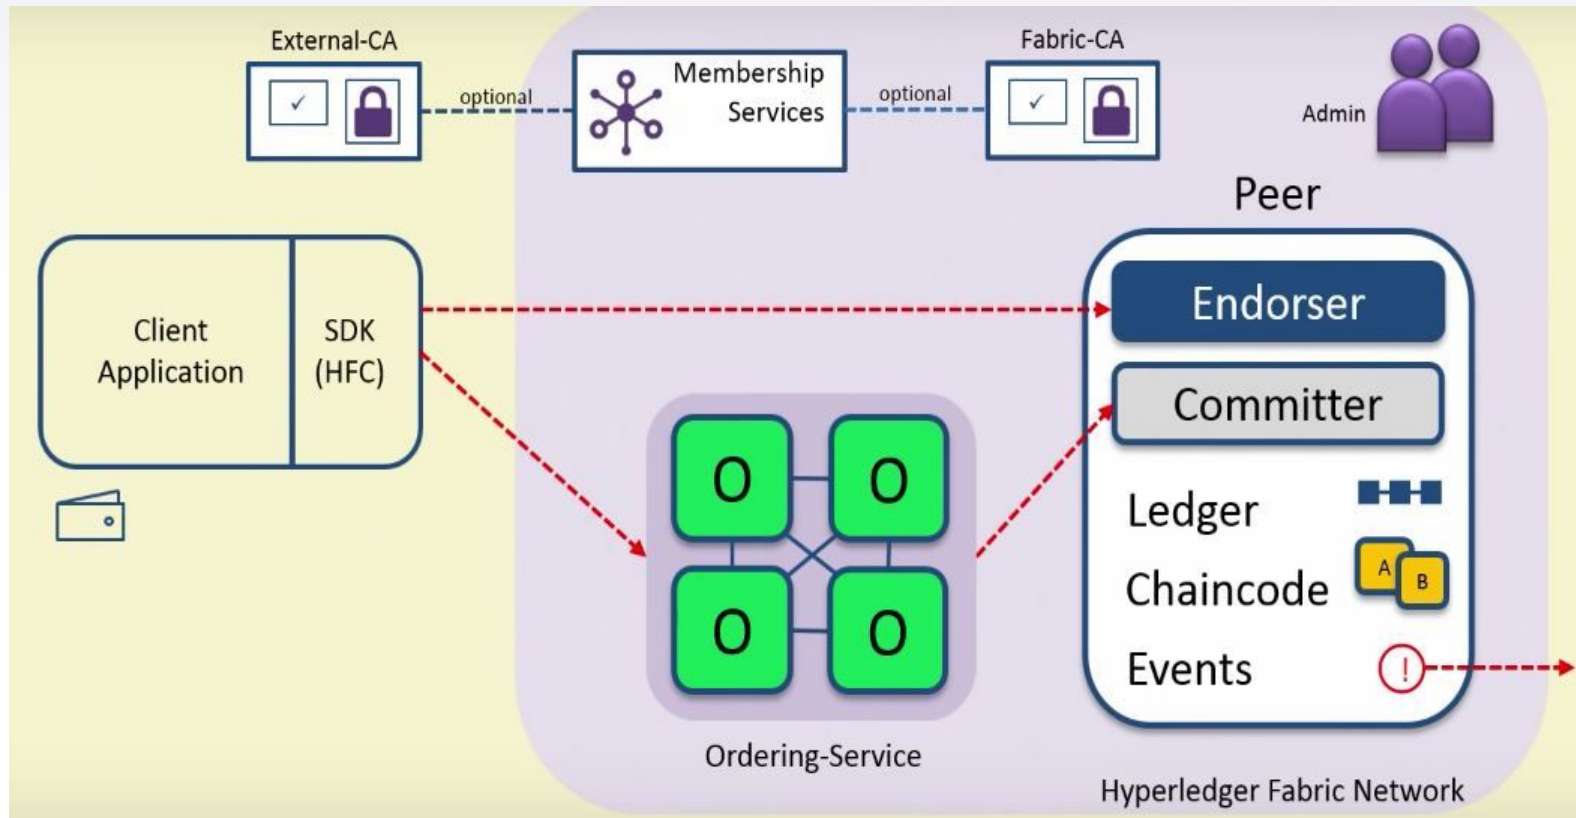 External-CA
Fabric-CA
optional
Membership
Services
optional
✓
✓
Admin
Peer
Client
Application
SDK
(HFC)
Endorser
Committer
O
O
O
O
Ledger
Chaincode
A
B
Events
!
Ordering-Service
Hyperledger Fabric Network